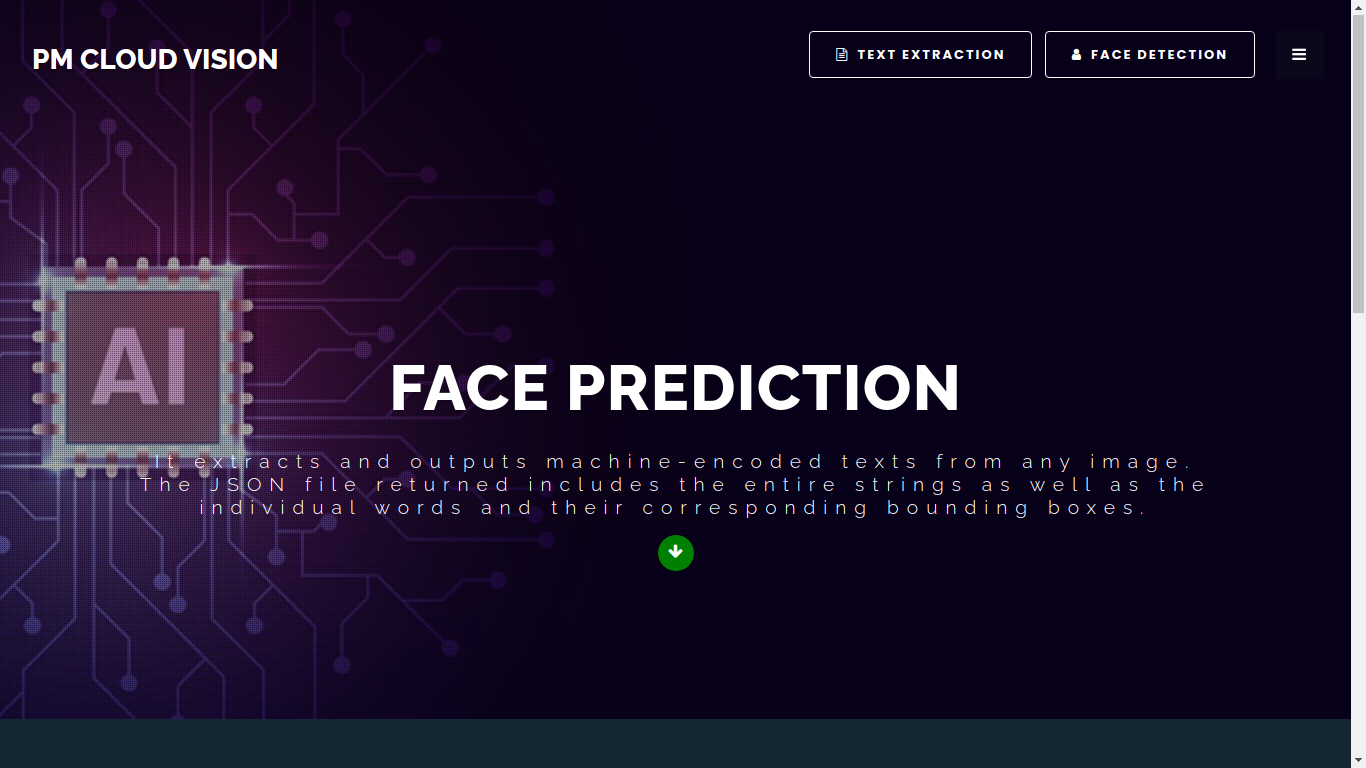 PM CLOUD VISION
TEXT EXTRACTION
FACE DETECTION
AI
FACE PREDICTION
It extracts and outputs machine-encoded texts from any image.
The JSON file returned includes the entire strings as well as the
individual words and their corresponding bounding boxes.